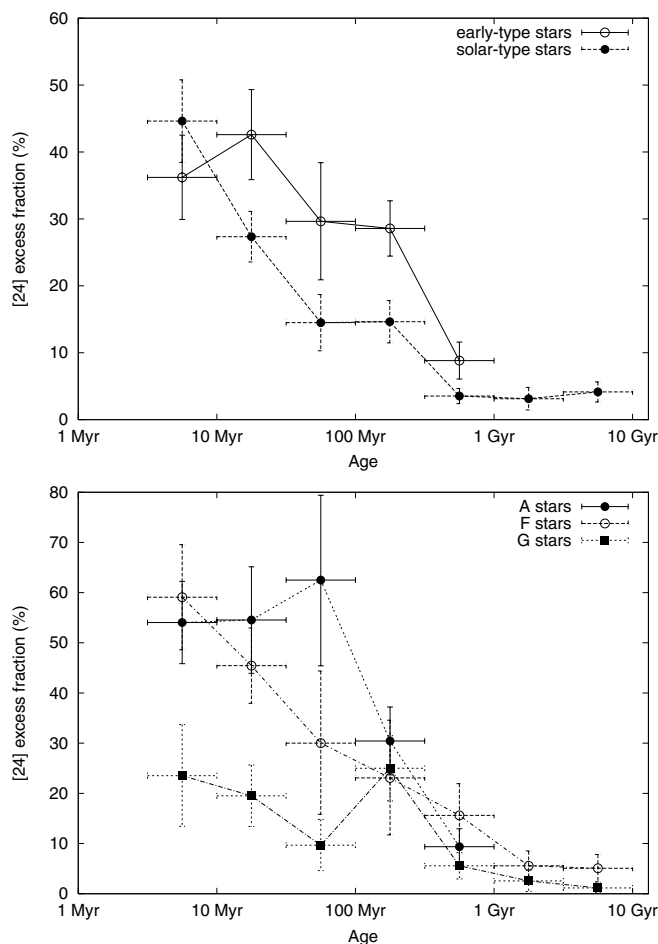 60
50
40
30
20
10
0
[24] excess fraction (%)
early-type stars
solar-type stars
1 Myr 10 Myr 100 Myr 1 Gyr 10 Gyr
Age
80
70
60
50
40
30
20
10
0
[24] excess fraction (%)
A stars
F stars
G stars
1 Myr 10 Myr 100 Myr 1 Gyr 10 Gyr
Age